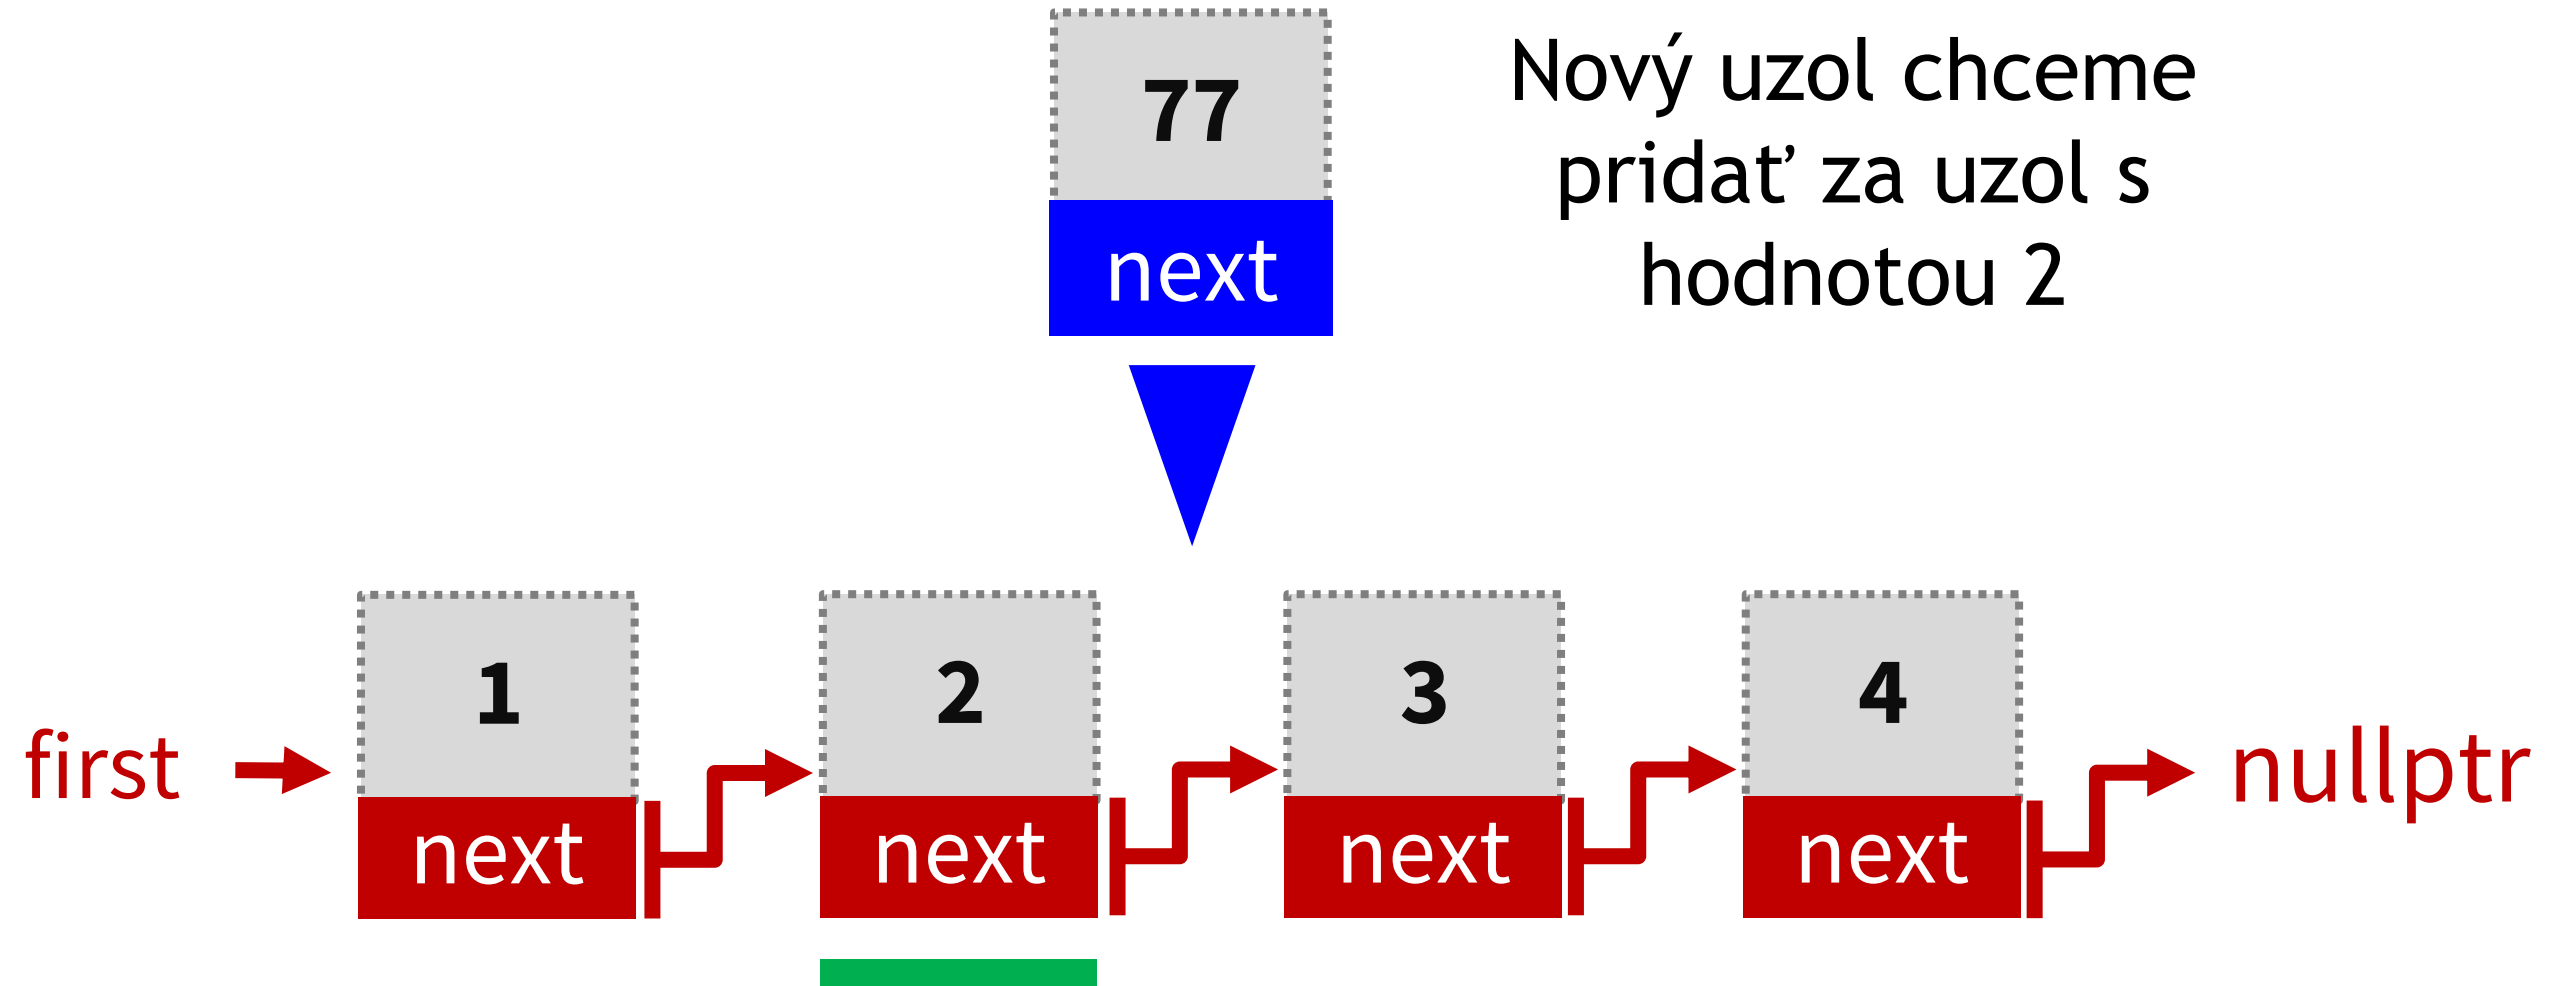 77
next
Nový uzol chceme
pridať za uzol s
hodnotou 2
first
1
next
2
next
3
next
4
next
nullptr